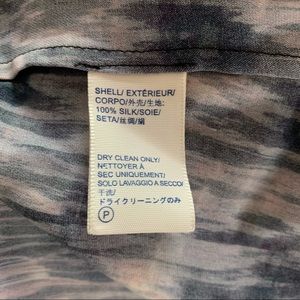 SHELL/ EXTÉRIEUR/
CORPO/外壳/生地:
100% SILK/SOIE/
SETA/丝绸/絹
DRY CLEAN ONLY/
NETTOYER À
SEC UNIQUEMENT/
SOLO LAVAGGIO A SECCO/
干洗/
ドライクリーニングのみ
P